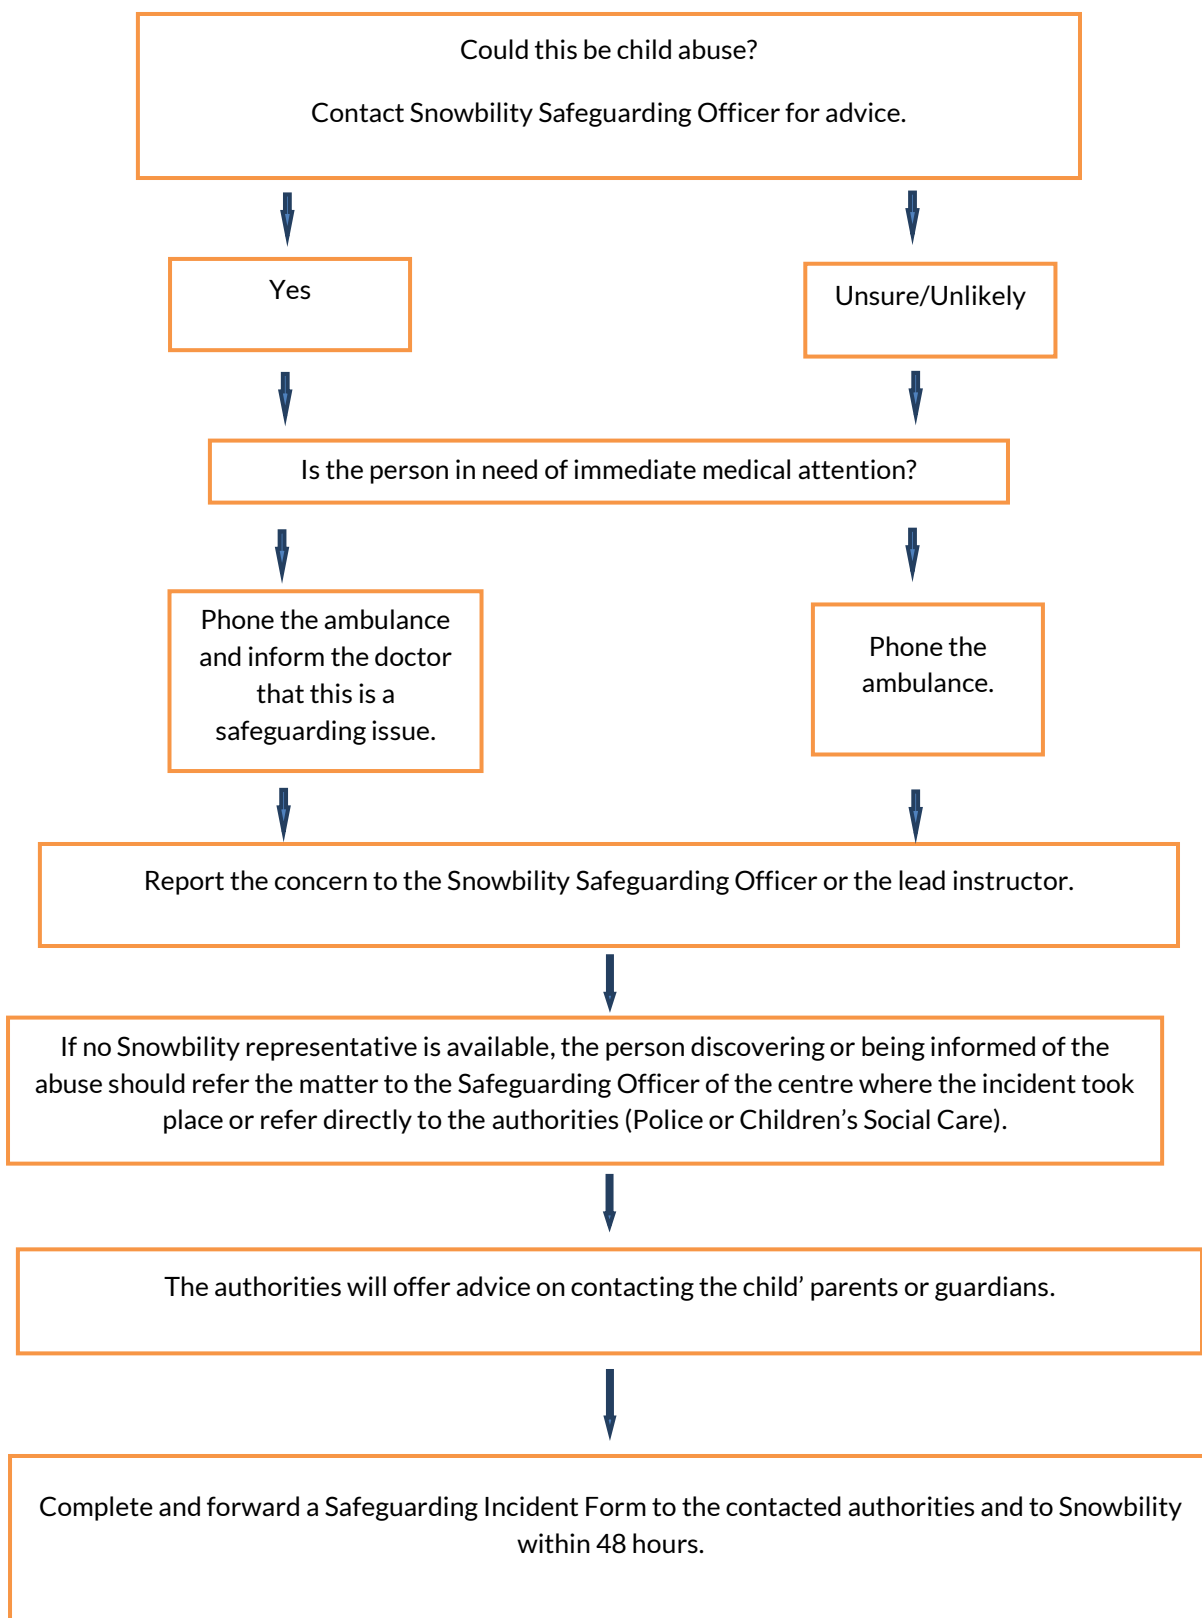 Could this be child abuse?
Contact Snowbility Safeguarding Officer for advice.
Yes
Unsure/Unlikely
Is the person in need of immediate medical attention?
Phone the ambulance
and inform the doctor
that this is a
safeguarding issue.
Phone the
ambulance.
Report the concern to the Snowbility Safeguarding Officer or the lead instructor.
If no Snowbility representative is available, the person discovering or being informed of the
abuse should refer the matter to the Safeguarding Officer of the centre where the incident took
place or refer directly to the authorities (Police or Children’s Social Care).
The authorities will offer advice on contacting the child’ parents or guardians.
Complete and forward a Safeguarding Incident Form to the contacted authorities and to Snowbility
within 48 hours.